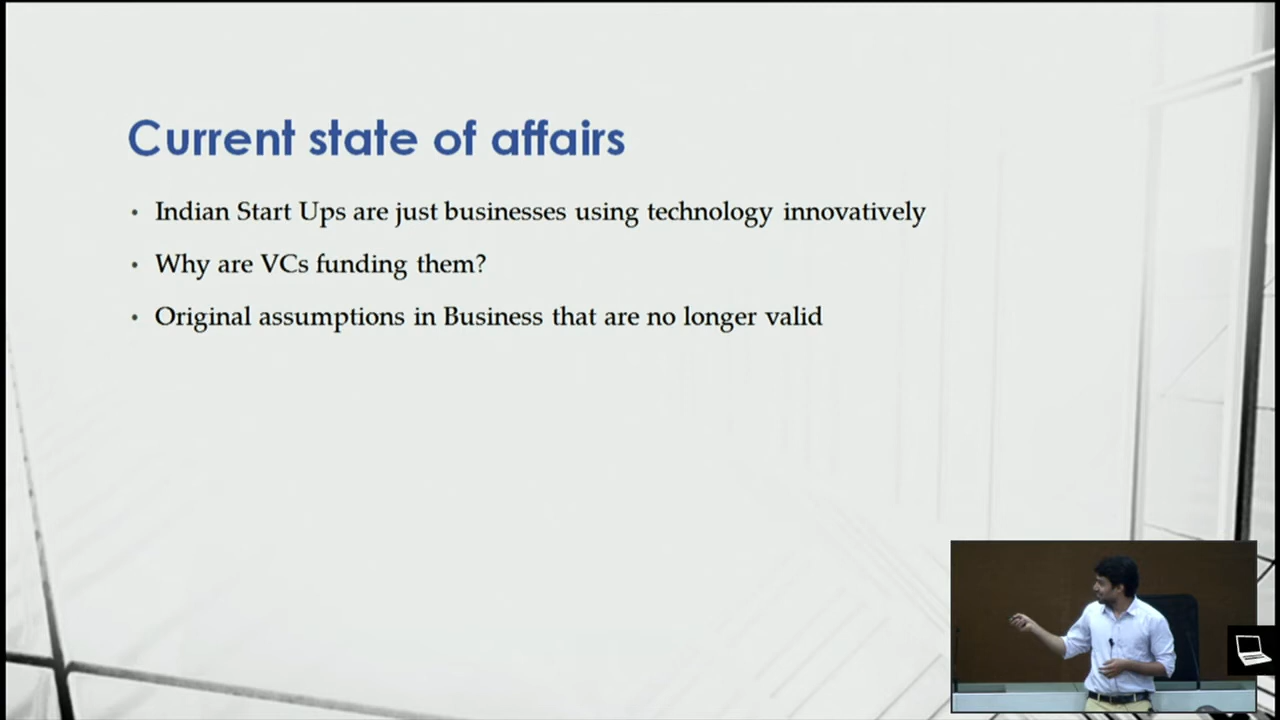 Current state of affairs
• Indian Start Ups are just businesses using technology innovatively
• Why are VCs funding them?
• Original assumptions in Business that are no longer valid